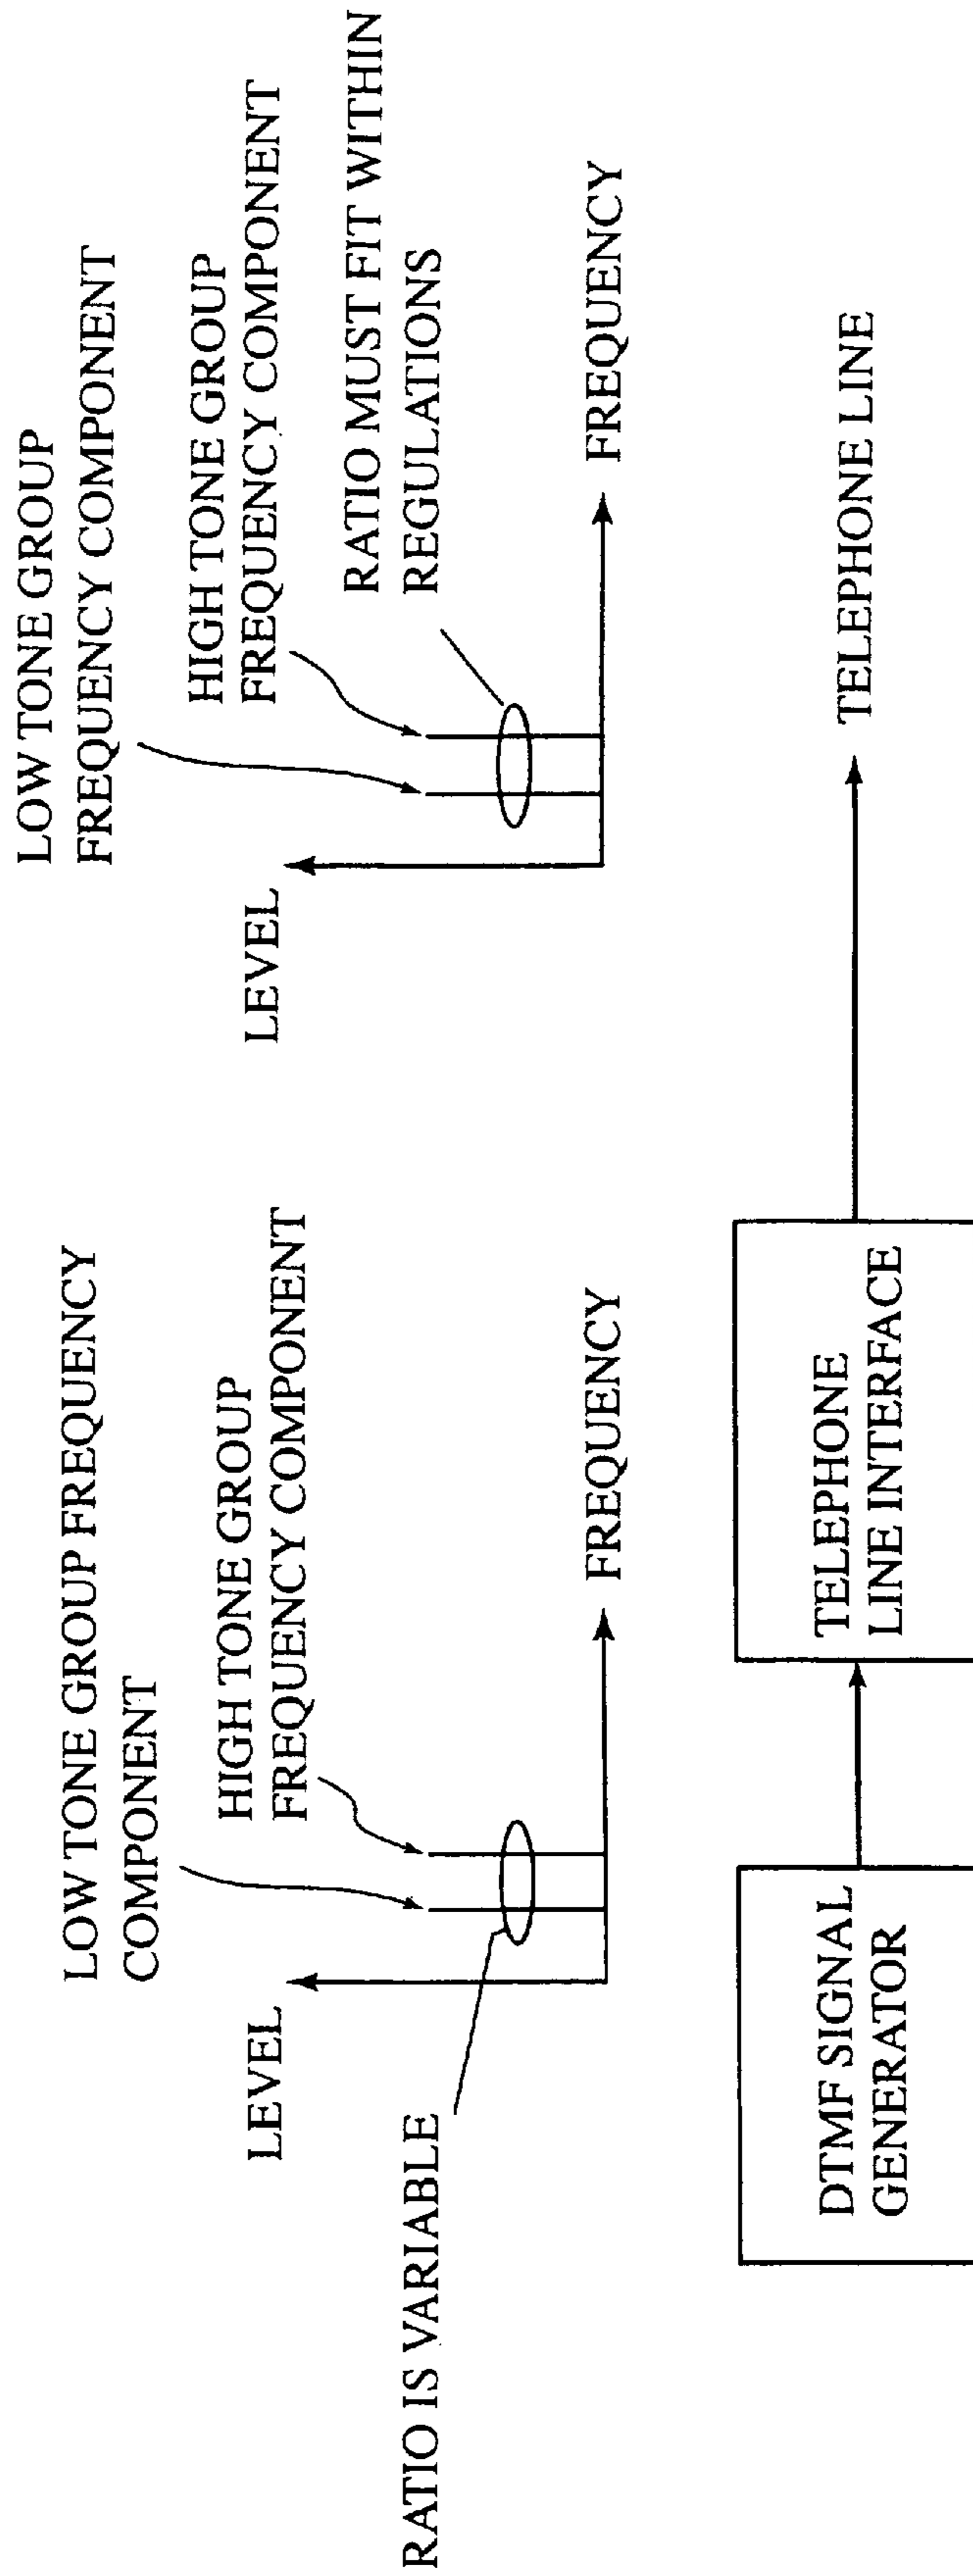 LOW TONE GROUP FREQUENCY
COMPONENT
HIGH TONE GROUP
FREQUENCY COMPONENT
LEVEL
RATIO IS VARIABLE
FREQUENCY
LOW TONE GROUP
FREQUENCY COMPONENT
HIGH TONE GROUP
FREQUENCY COMPONENT
RATIO MUST FIT WITHIN
REGULATIONS
LEVEL
FREQUENCY
DTMF SIGNAL
GENERATOR
TELEPHONE
LINE INTERFACE
TELEPHONE LINE